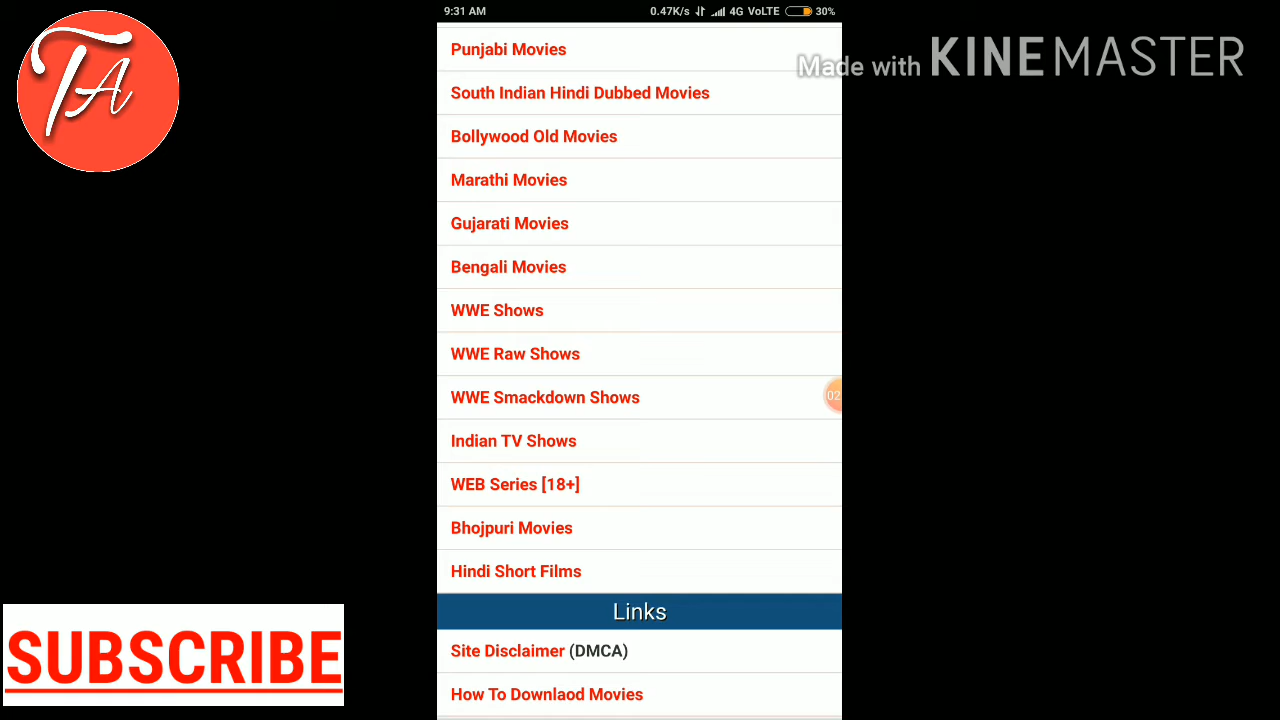 TA
9:31 AM 0.47K/s 4G VoLTE 30%
Made with KINEMASTER
Punjabi Movies
South Indian Hindi Dubbed Movies
Bollywood Old Movies
Marathi Movies
Gujarati Movies
Bengali Movies
WWE Shows
WWE Raw Shows
WWE Smackdown Shows
02
Indian TV Shows
WEB Series [18+]
Bhojpuri Movies
Hindi Short Films
Links
SUBSCRIBE
Site Disclaimer (DMCA)
How To Downlaod Movies